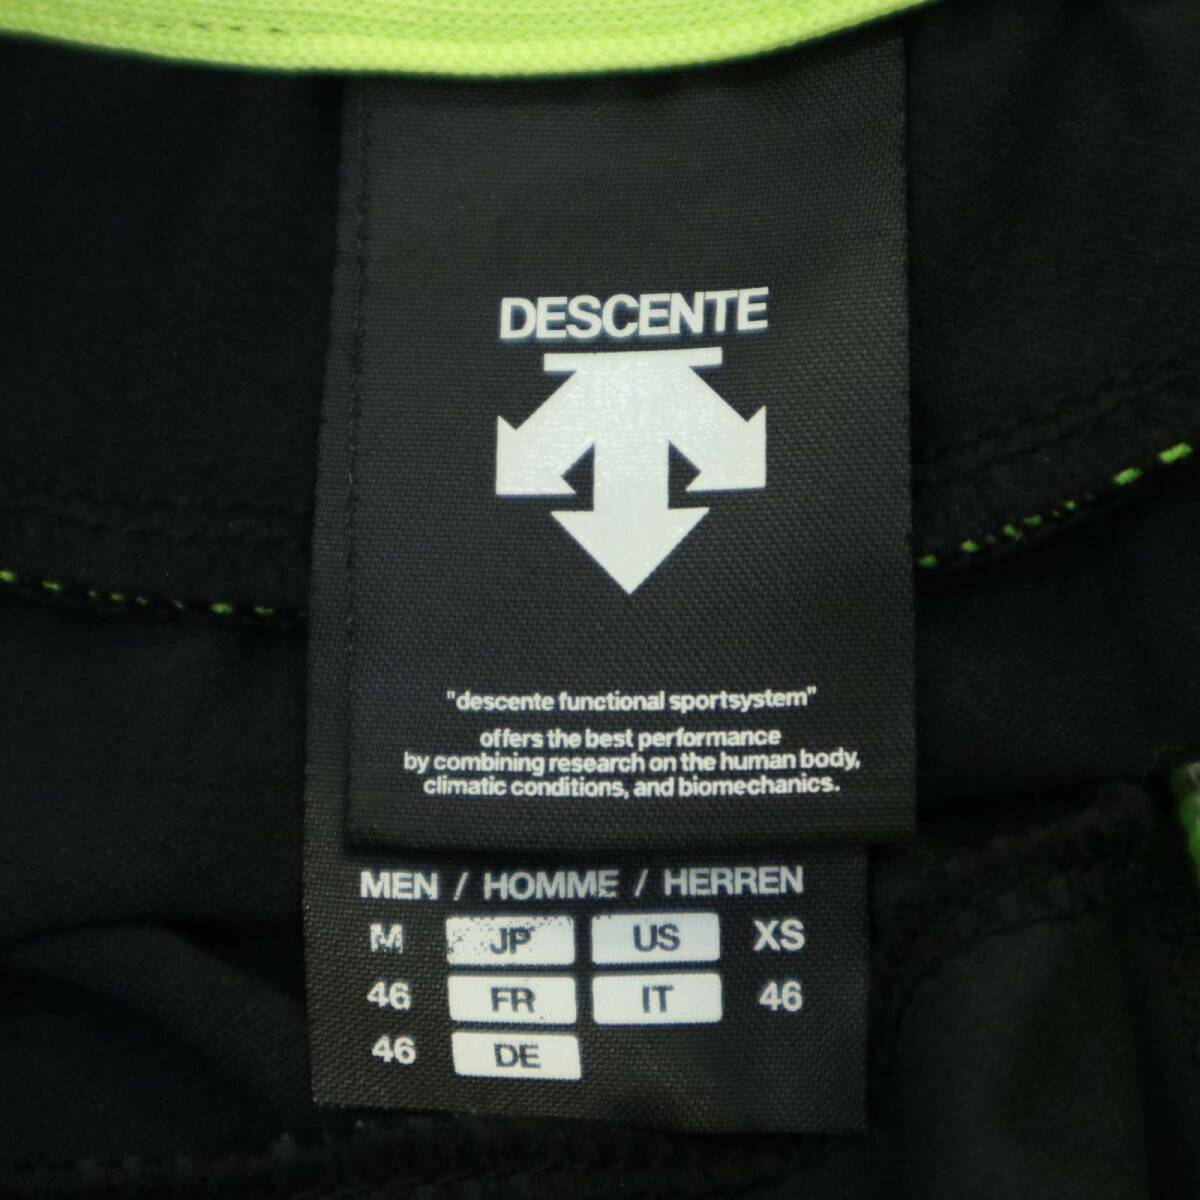 DESCENTE
"descente functional sportsystem"
offers the best performance
by combining research on the human body,
climatic conditions, and biomechanics.
MEN / HOMME / HERREN
M JP US XS
46 FR IT 46
46 DE